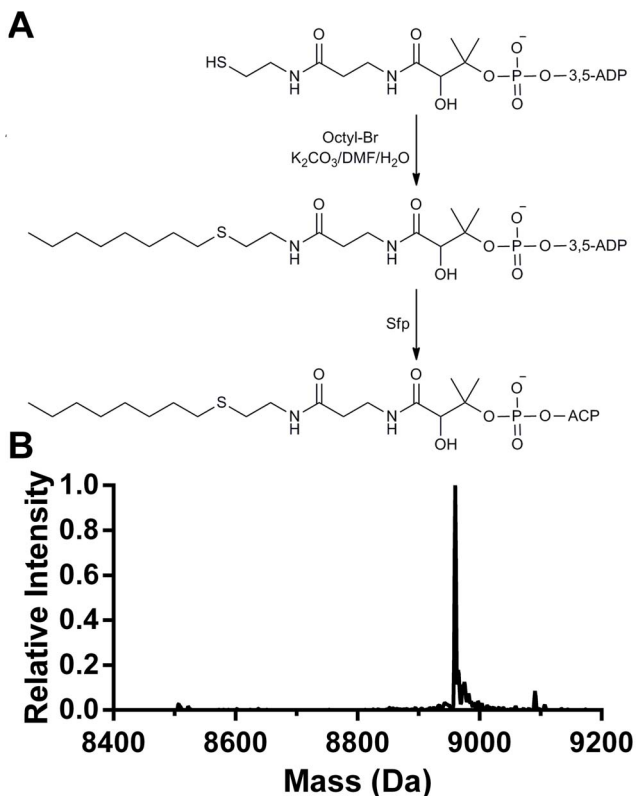 A
HS
O
N
H
O
N
H
OH
O
P
O⁻
O
O—3,5-ADP
Octyl-Br
K₂CO₃/DMF/H₂O
S
O
N
H
O
N
H
OH
O
P
O⁻
O
O—3,5-ADP
Sfp
S
O
N
H
O
N
H
OH
O
P
O⁻
O
O—ACP
B
Relative Intensity
1.0
0.8
0.6
0.4
0.2
0.0
8400 8600 8800 9000 9200
Mass (Da)